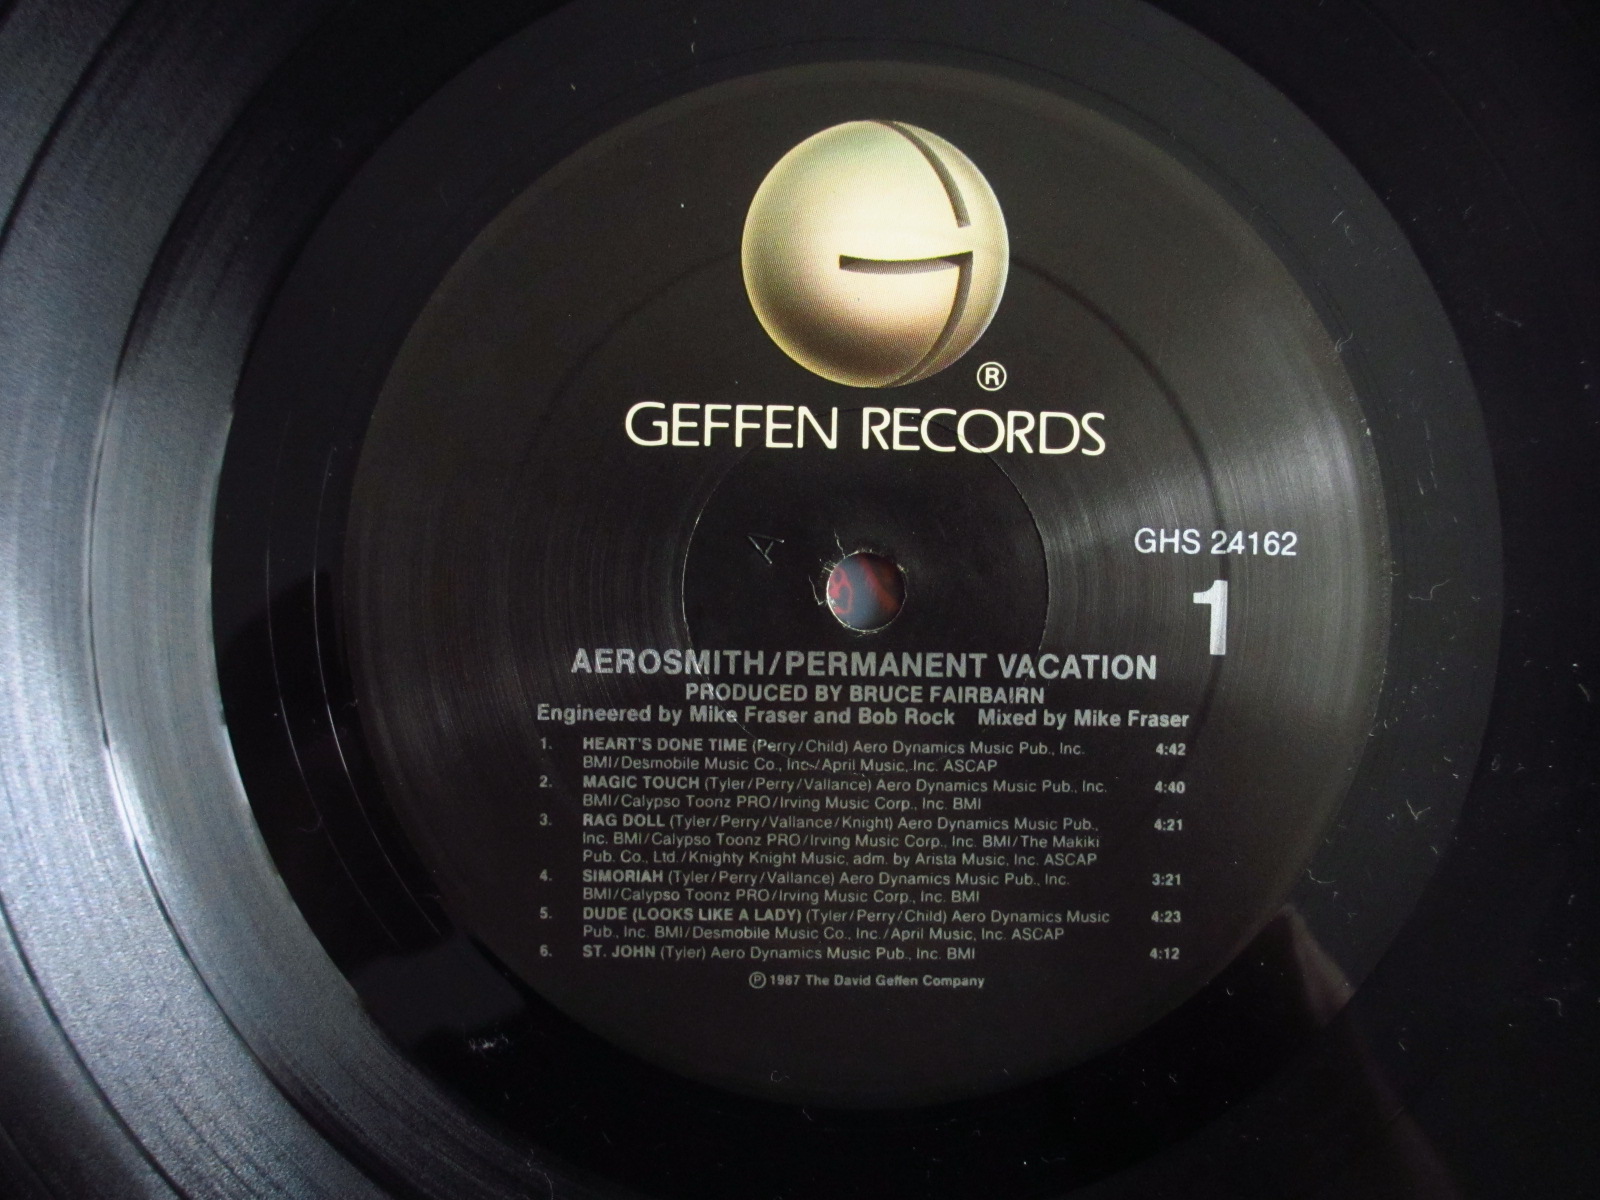 ®
GEFFEN RECORDS
A
GHS 24162
1
AEROSMITH/PERMANENT VACATION
PRODUCED BY BRUCE FAIRBAIRN
Engineered by Mike Fraser and Bob Rock Mixed by Mike Fraser
1. HEART'S DONE TIME (Perry/Child) Aero Dynamics Music Pub., Inc. 4:42
BMI/Desmobile Music Co., Inc./April Music, Inc. ASCAP
2. MAGIC TOUCH (Tyler/Perry/Vallance) Aero Dynamics Music Pub., Inc. 4:40
BMI/Calypso Toonz PRO/Irving Music Corp., Inc. BMI
3. RAG DOLL (Tyler/Perry/Vallance/Knight) Aero Dynamics Music Pub., 4:21
Inc. BMI/Calypso Toonz PRO/Irving Music Corp., Inc. BMI/The Makiki
Pub. Co., Ltd./Knighty Knight Music, adm. by Arista Music, Inc. ASCAP
4. SIMORIAH (Tyler/Perry/Vallance) Aero Dynamics Music Pub., Inc. 3:21
BMI/Calypso Toonz PRO/Irving Music Corp., Inc. BMI
5. DUDE (LOOKS LIKE A LADY) (Tyler/Perry/Child) Aero Dynamics Music 4:23
Pub., Inc. BMI/Desmobile Music Co., Inc./April Music, Inc. ASCAP
6. ST. JOHN (Tyler) Aero Dynamics Music Pub., Inc. BMI 4:12
℗ 1987 The David Geffen Company